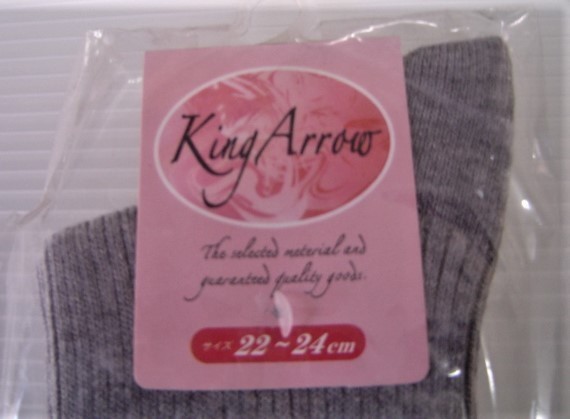 King Arrow
The selected material and
guaranteed quality goods.
サイズ 22~24cm